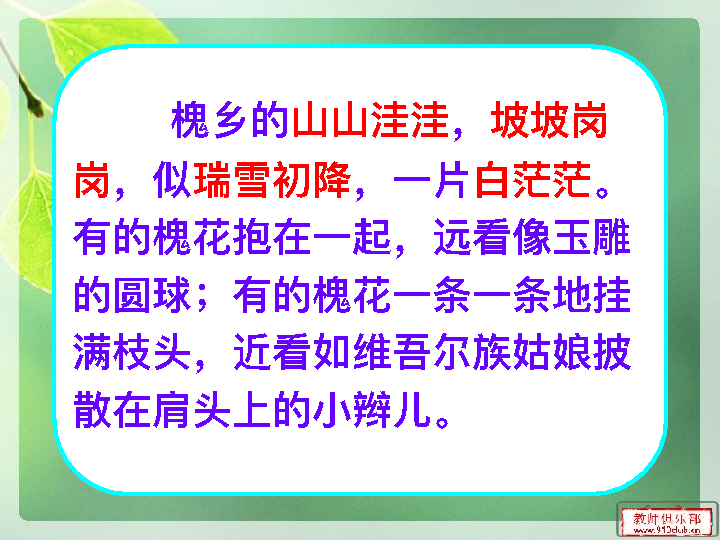 槐乡的山山洼洼，坡坡岗
岗，似瑞雪初降，一片白茫茫。
有的槐花抱在一起，远看像玉雕
的圆球；有的槐花一条一条地挂
满枝头，近看如维吾尔族姑娘披
散在肩头上的小辫儿。
教师俱乐部
www.910club.cn